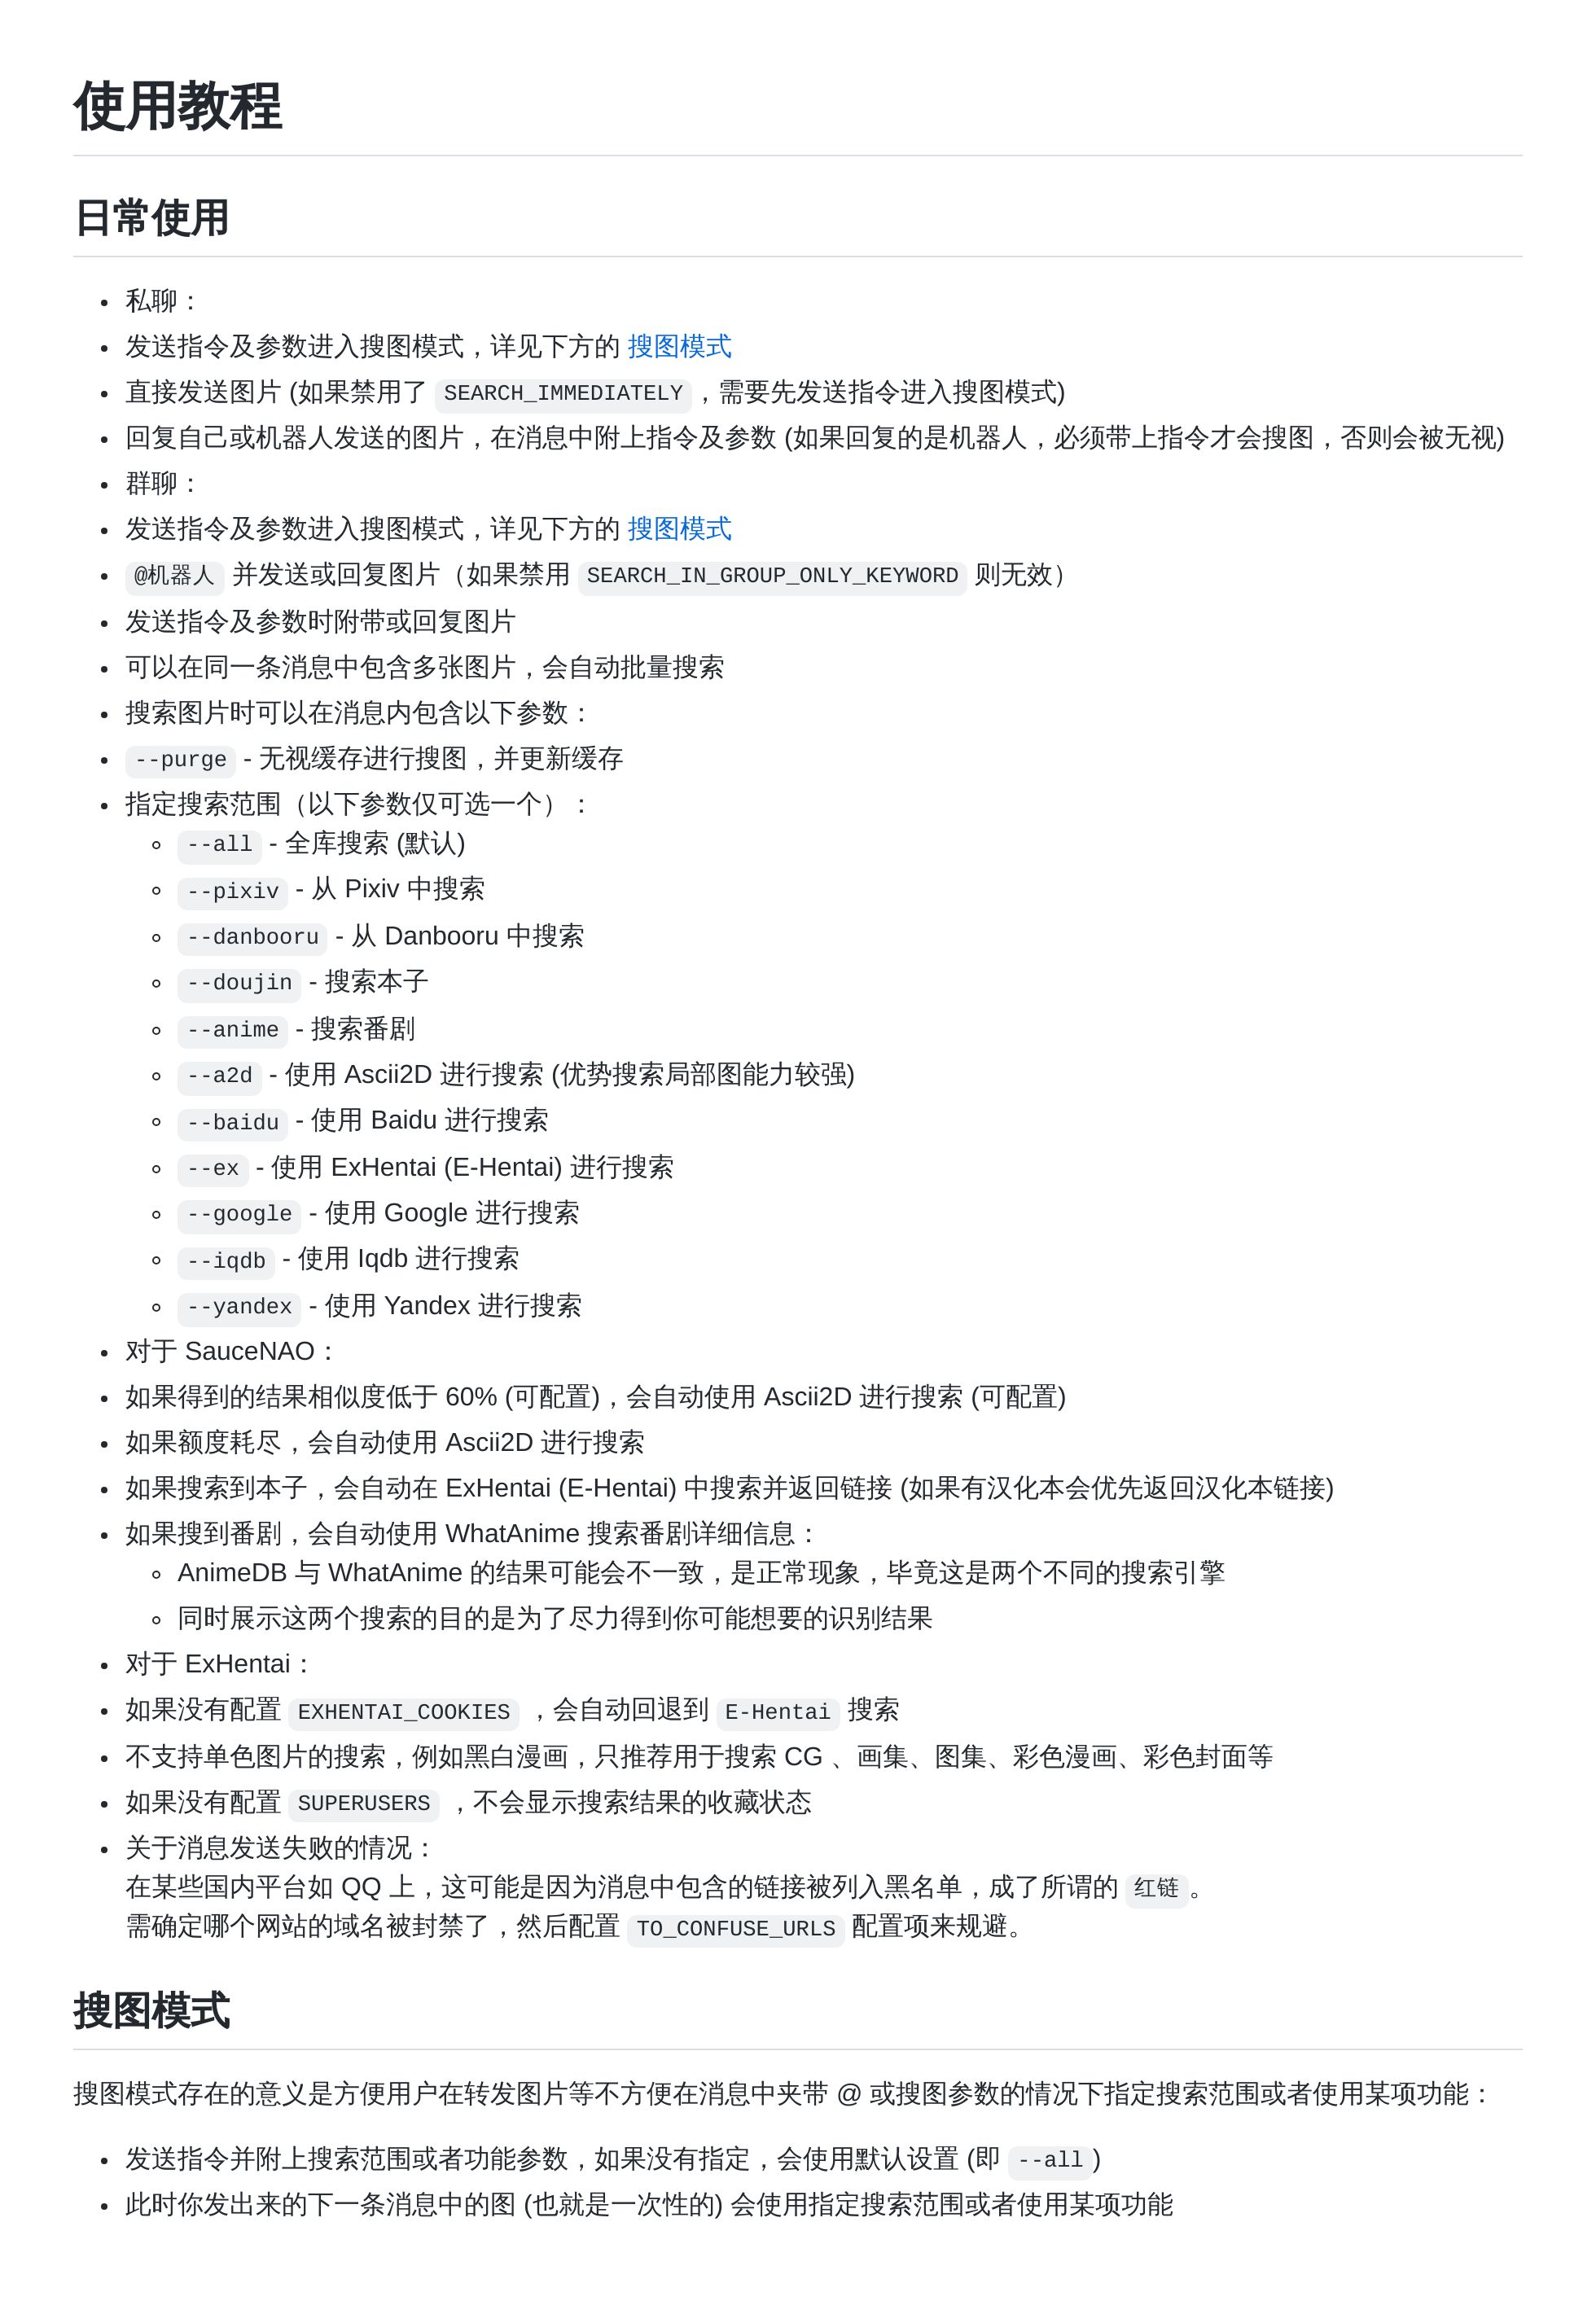 使用教程
日常使用
私聊：
发送指令及参数进入搜图模式，详见下方的 搜图模式
直接发送图片 (如果禁用了 SEARCH_IMMEDIATELY，需要先发送指令进入搜图模式)
回复自己或机器人发送的图片，在消息中附上指令及参数 (如果回复的是机器人，必须带上指令才会搜图，否则会被无视)
群聊：
发送指令及参数进入搜图模式，详见下方的 搜图模式
@机器人 并发送或回复图片（如果禁用 SEARCH_IN_GROUP_ONLY_KEYWORD 则无效）
发送指令及参数时附带或回复图片
可以在同一条消息中包含多张图片，会自动批量搜索
搜索图片时可以在消息内包含以下参数：
--purge - 无视缓存进行搜图，并更新缓存
指定搜索范围（以下参数仅可选一个）：
--all - 全库搜索 (默认)
--pixiv - 从 Pixiv 中搜索
--danbooru - 从 Danbooru 中搜索
--doujin - 搜索本子
--anime - 搜索番剧
--a2d - 使用 Ascii2D 进行搜索 (优势搜索局部图能力较强)
--baidu - 使用 Baidu 进行搜索
--ex - 使用 ExHentai (E-Hentai) 进行搜索
--google - 使用 Google 进行搜索
--iqdb - 使用 Iqdb 进行搜索
--yandex - 使用 Yandex 进行搜索
对于 SauceNAO：
如果得到的结果相似度低于 60% (可配置)，会自动使用 Ascii2D 进行搜索 (可配置)
如果额度耗尽，会自动使用 Ascii2D 进行搜索
如果搜索到本子，会自动在 ExHentai (E-Hentai) 中搜索并返回链接 (如果有汉化本会优先返回汉化本链接)
如果搜到番剧，会自动使用 WhatAnime 搜索番剧详细信息：
AnimeDB 与 WhatAnime 的结果可能会不一致，是正常现象，毕竟这是两个不同的搜索引擎
同时展示这两个搜索的目的是为了尽力得到你可能想要的识别结果
对于 ExHentai：
如果没有配置 EXHENTAI_COOKIES ，会自动回退到 E-Hentai 搜索
不支持单色图片的搜索，例如黑白漫画，只推荐用于搜索 CG 、画集、图集、彩色漫画、彩色封面等
如果没有配置 SUPERUSERS ，不会显示搜索结果的收藏状态
关于消息发送失败的情况：
在某些国内平台如 QQ 上，这可能是因为消息中包含的链接被列入黑名单，成了所谓的 红链。
需确定哪个网站的域名被封禁了，然后配置 TO_CONFUSE_URLS 配置项来规避。
搜图模式
搜图模式存在的意义是方便用户在转发图片等不方便在消息中夹带 @ 或搜图参数的情况下指定搜索范围或者使用某项功能：
发送指令并附上搜索范围或者功能参数，如果没有指定，会使用默认设置 (即 --all)
此时你发出来的下一条消息中的图 (也就是一次性的) 会使用指定搜索范围或者使用某项功能